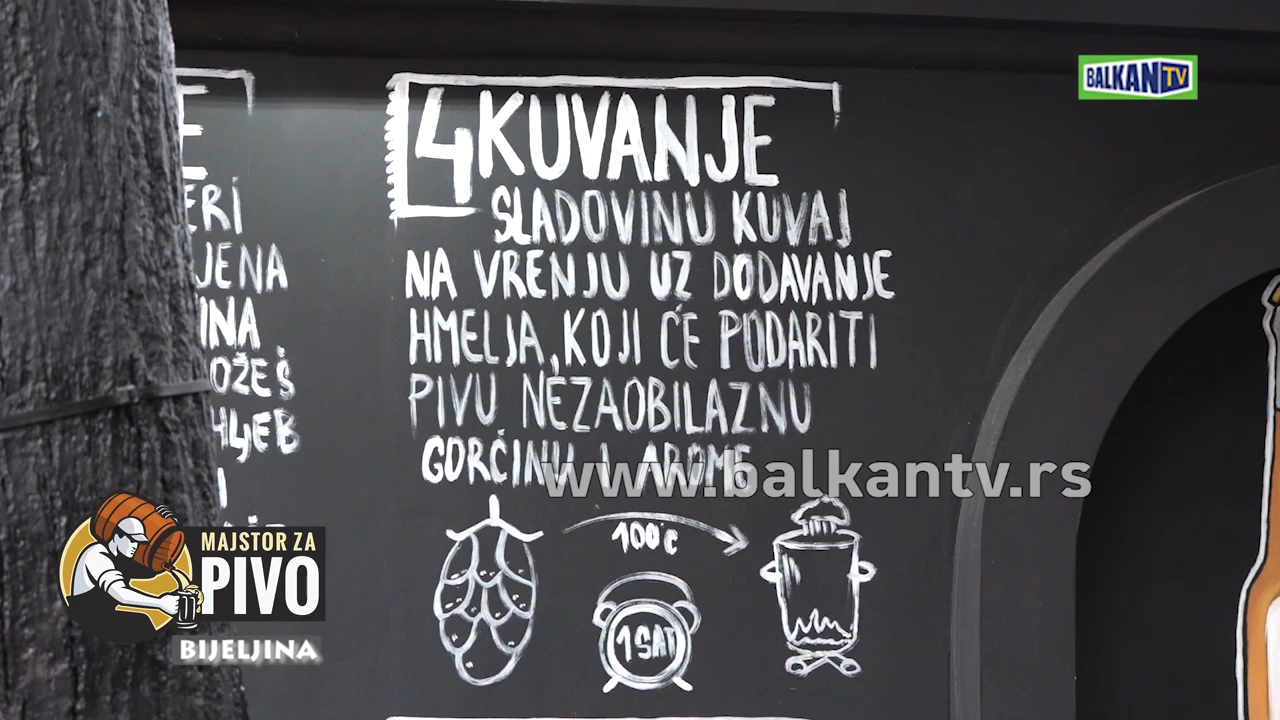 BALKAN TV
4 KUVANJE
SLADOVINU KUVAJ
NA VRENJU UZ DODAVANJE
HMELJA, KOJI ĆE PODARITI
PIVU NEZAOBILAZNU
GORČINU I AROME
100°C
1 SAT
www.balkantv.rs
MAJSTOR ZA
PIVO
BIJELJINA